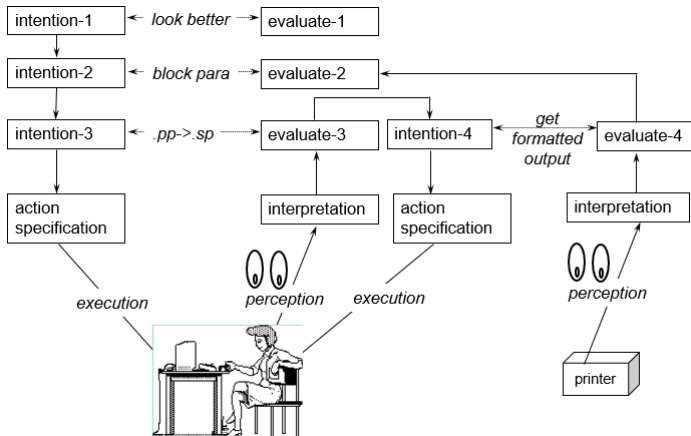 intention-1
look better
evaluate-1
intention-2
block para
evaluate-2
intention-3
.pp->.sp
evaluate-3
intention-4
get
formatted
output
evaluate-4
action
specification
interpretation
action
specification
interpretation
execution
perception
execution
perception
printer